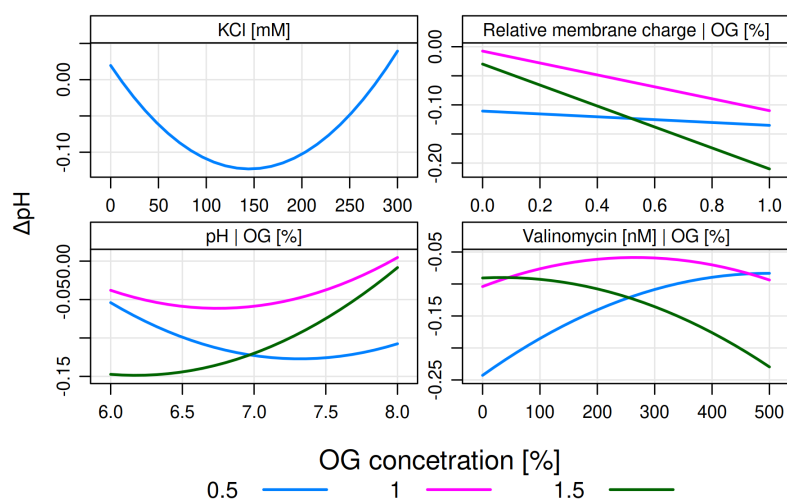 KCl [mM]
Relative membrane charge | OG [%]
0.00
-0.10
0 50 100 150 200 250 300
0.00
-0.10
-0.20
0.0 0.2 0.4 0.6 0.8 1.0
ΔpH
pH | OG [%]
Valinomycin [nM] | OG [%]
0.00
-0.05
-0.15
6.0 6.5 7.0 7.5 8.0
-0.05
-0.15
-0.25
0 100 200 300 400 500
OG concetration [%]
0.5 1 1.5